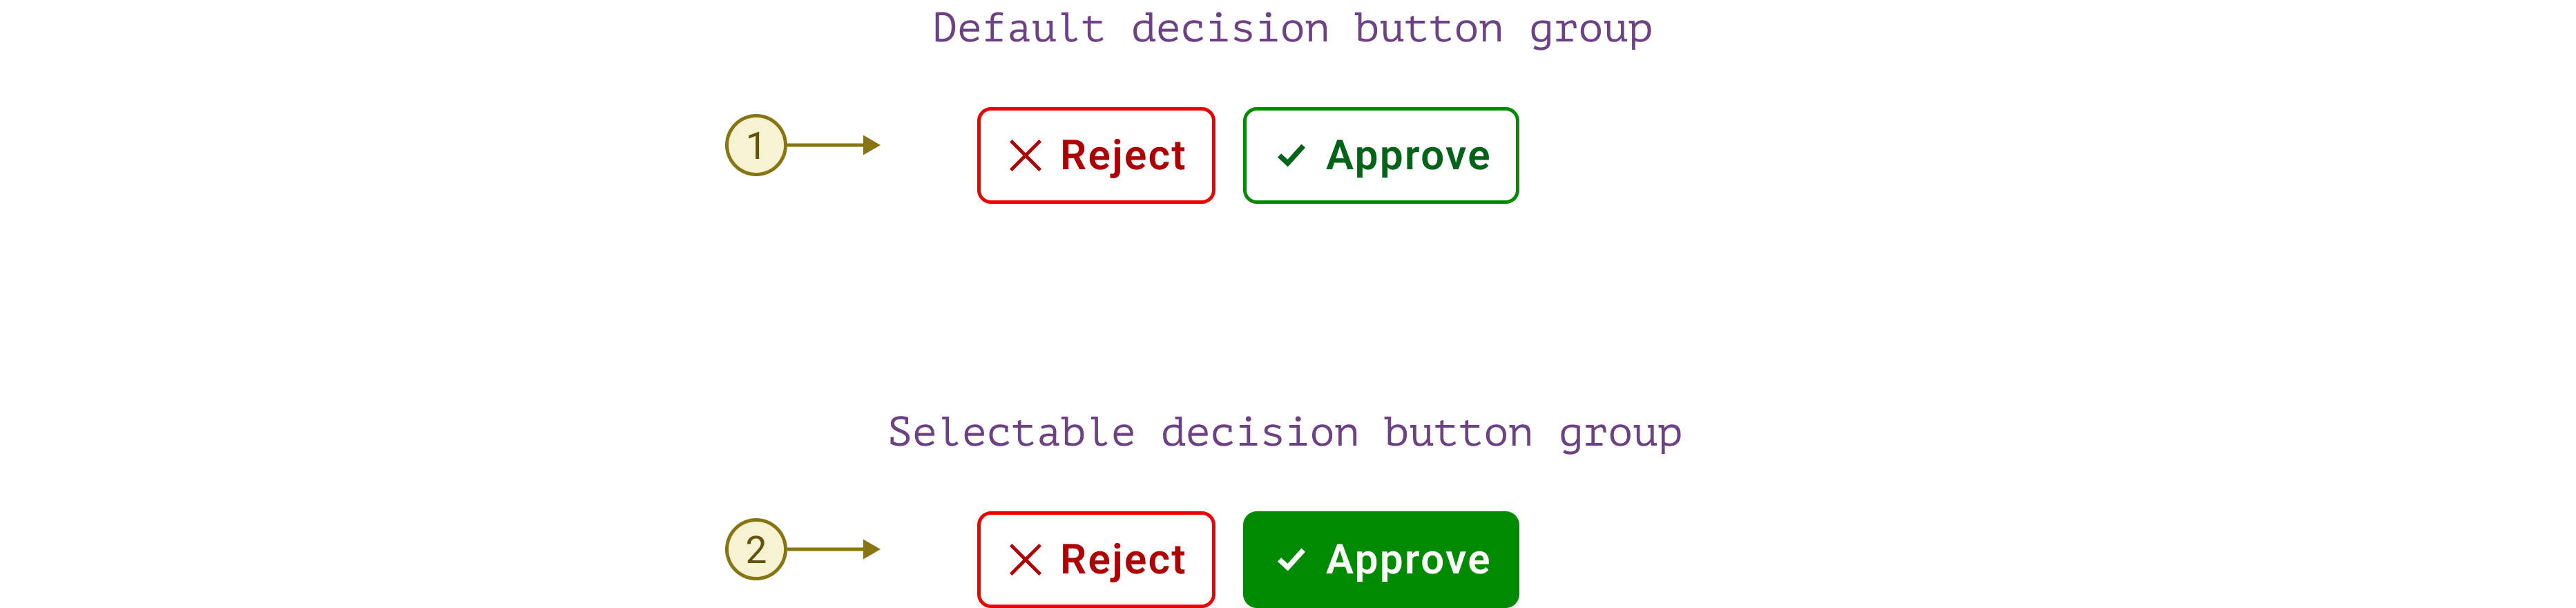 Default decision button group
1
Reject Approve
Selectable decision button group
2
Reject Approve